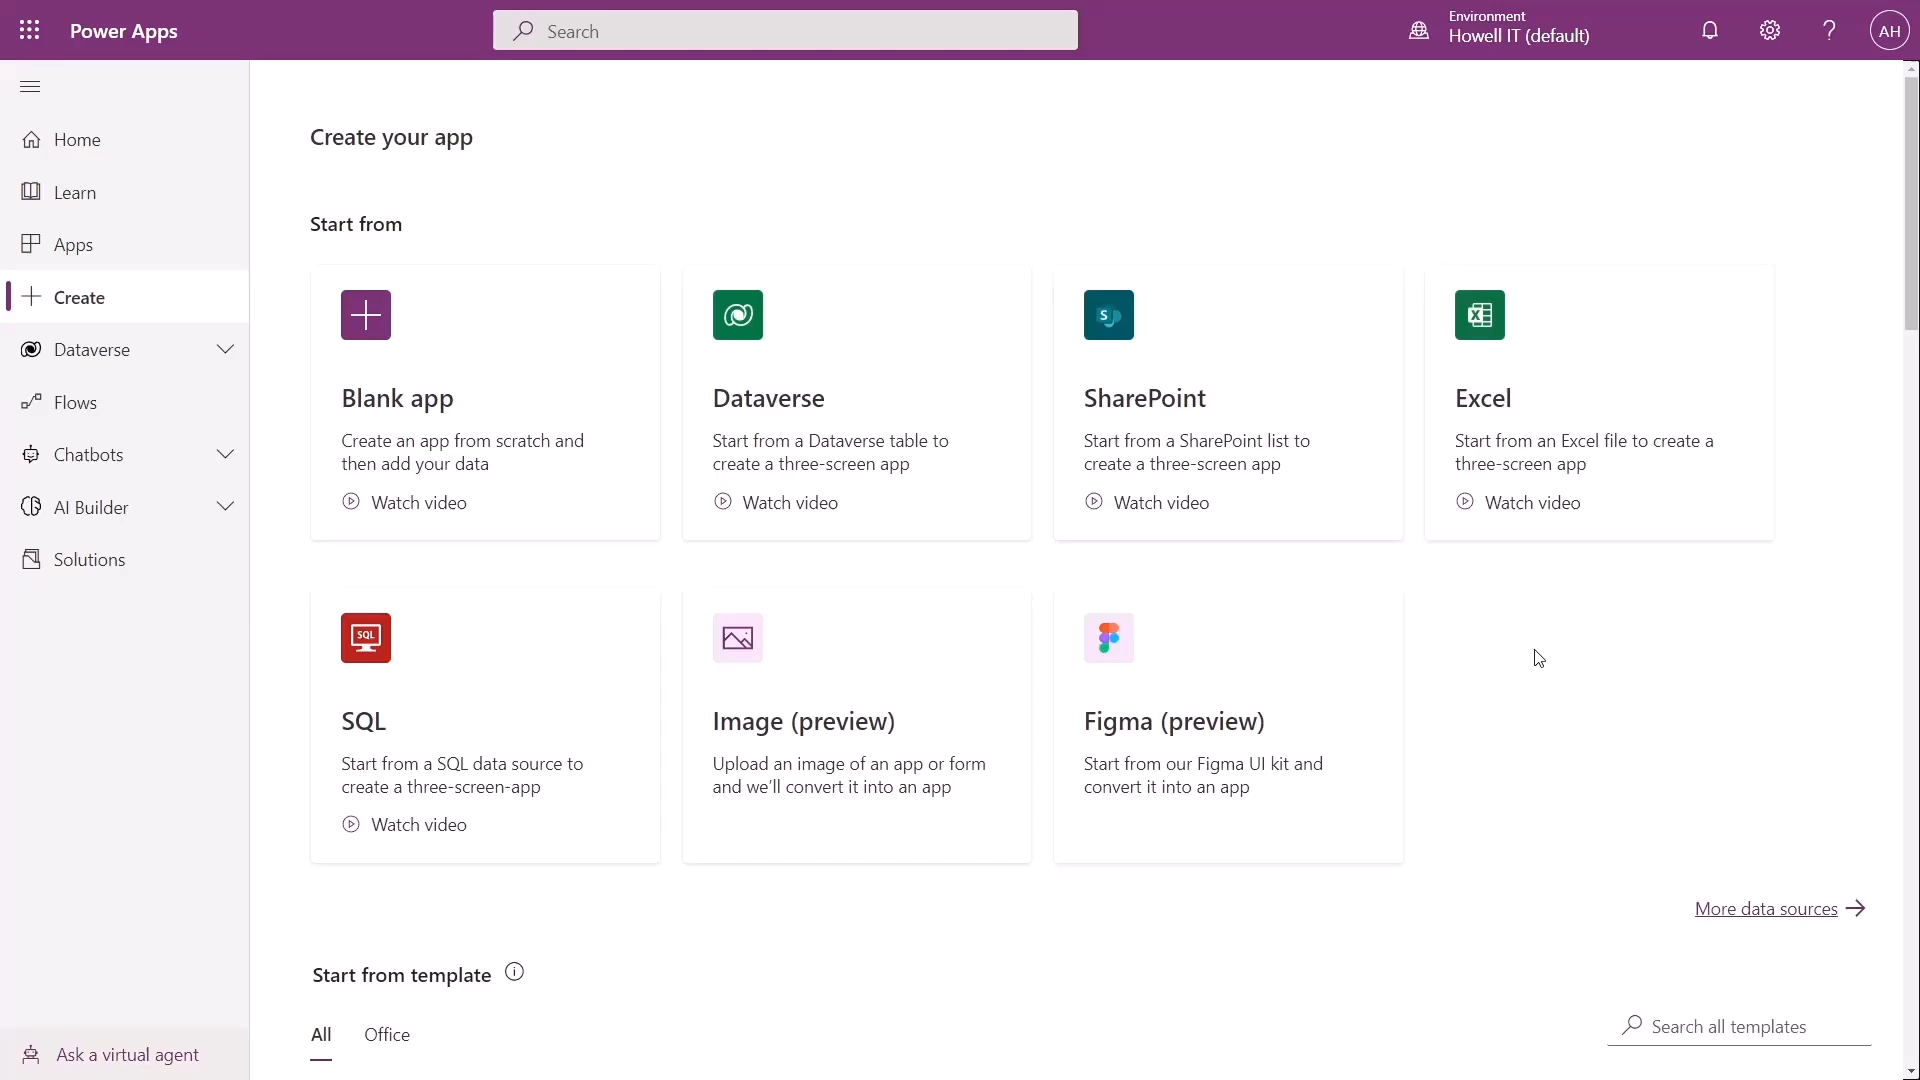 Power Apps
Search
Environment
Howell IT (default)
AH
Home
Learn
Apps
Create
Dataverse
Flows
Chatbots
AI Builder
Solutions
Ask a virtual agent
Create your app
Start from
Blank app
Create an app from scratch and
then add your data
Watch video
Dataverse
Start from a Dataverse table to
create a three-screen app
Watch video
S
SharePoint
Start from a SharePoint list to
create a three-screen app
Watch video
X
Excel
Start from an Excel file to create a
three-screen app
Watch video
SQL
SQL
Start from a SQL data source to
create a three-screen-app
Watch video
Image (preview)
Upload an image of an app or form
and we’ll convert it into an app
Figma (preview)
Start from our Figma UI kit and
convert it into an app
More data sources
Start from template
All
Office
Search all templates